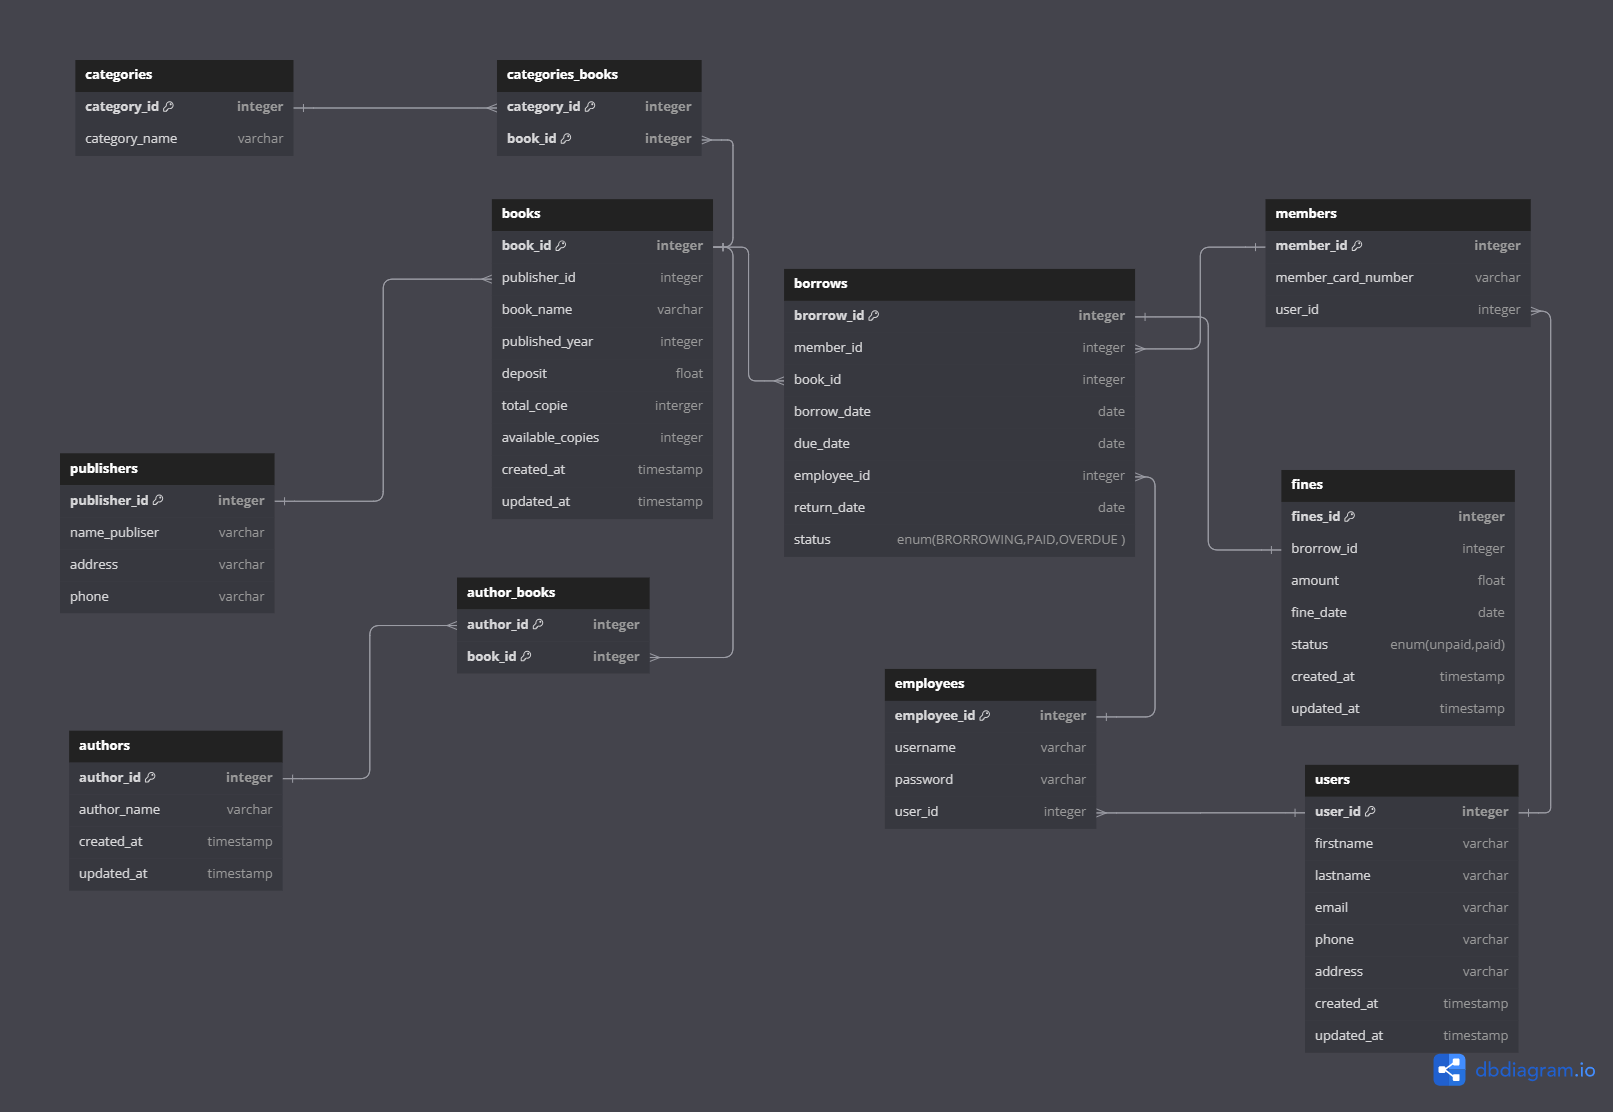 categories
category_id integer
category_name varchar
categories_books
category_id integer
book_id integer
books
book_id integer
publisher_id integer
book_name varchar
published_year integer
deposit float
total_copie interger
available_copies integer
created_at timestamp
updated_at timestamp
borrows
brorrow_id integer
member_id integer
book_id integer
borrow_date date
due_date date
employee_id integer
return_date date
status enum(BRORROWING,PAID,OVERDUE )
members
member_id integer
member_card_number varchar
user_id integer
publishers
publisher_id integer
name_publiser varchar
address varchar
phone varchar
author_books
author_id integer
book_id integer
fines
fines_id integer
brorrow_id integer
amount float
fine_date date
status enum(unpaid,paid)
created_at timestamp
updated_at timestamp
employees
employee_id integer
username varchar
password varchar
user_id integer
authors
author_id integer
author_name varchar
created_at timestamp
updated_at timestamp
users
user_id integer
firstname varchar
lastname varchar
email varchar
phone varchar
address varchar
created_at timestamp
updated_at timestamp
dbdiagram.io